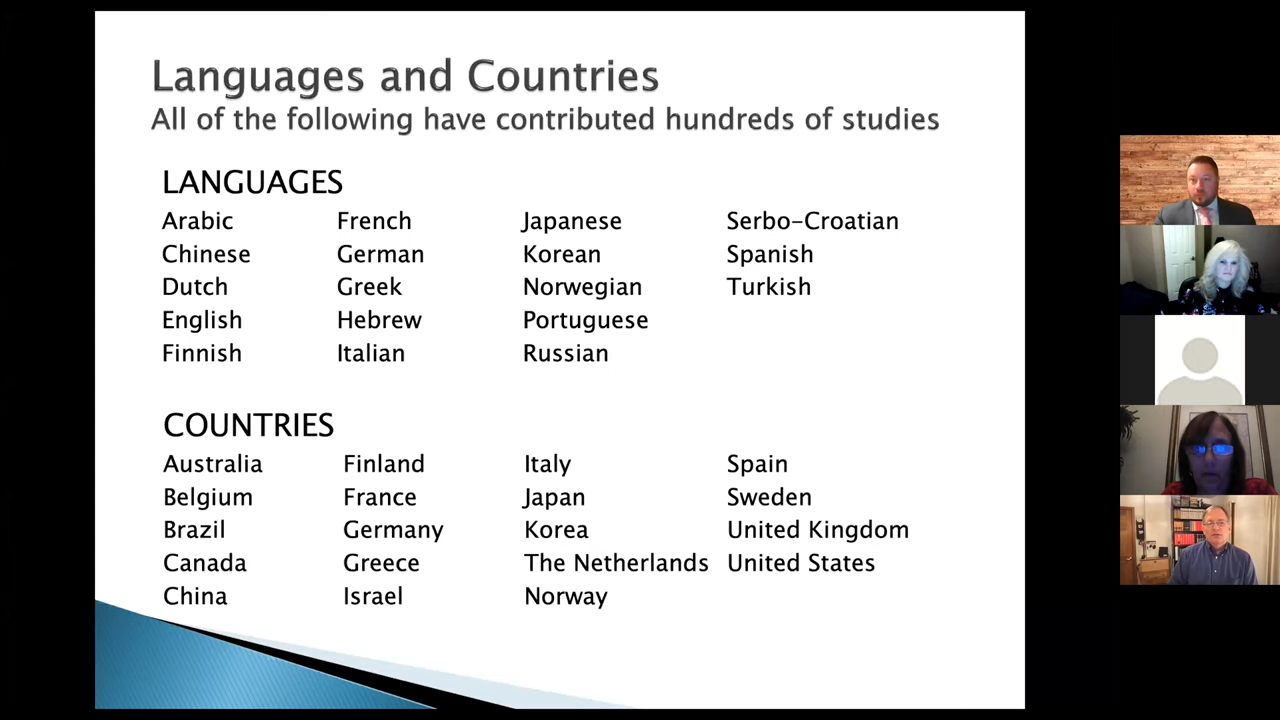 Languages and Countries
All of the following have contributed hundreds of studies
LANGUAGES
Arabic French Japanese Serbo-Croatian
Chinese German Korean Spanish
Dutch Greek Norwegian Turkish
English Hebrew Portuguese
Finnish Italian Russian
COUNTRIES
Australia Finland Italy Spain
Belgium France Japan Sweden
Brazil Germany Korea United Kingdom
Canada Greece The Netherlands United States
China Israel Norway